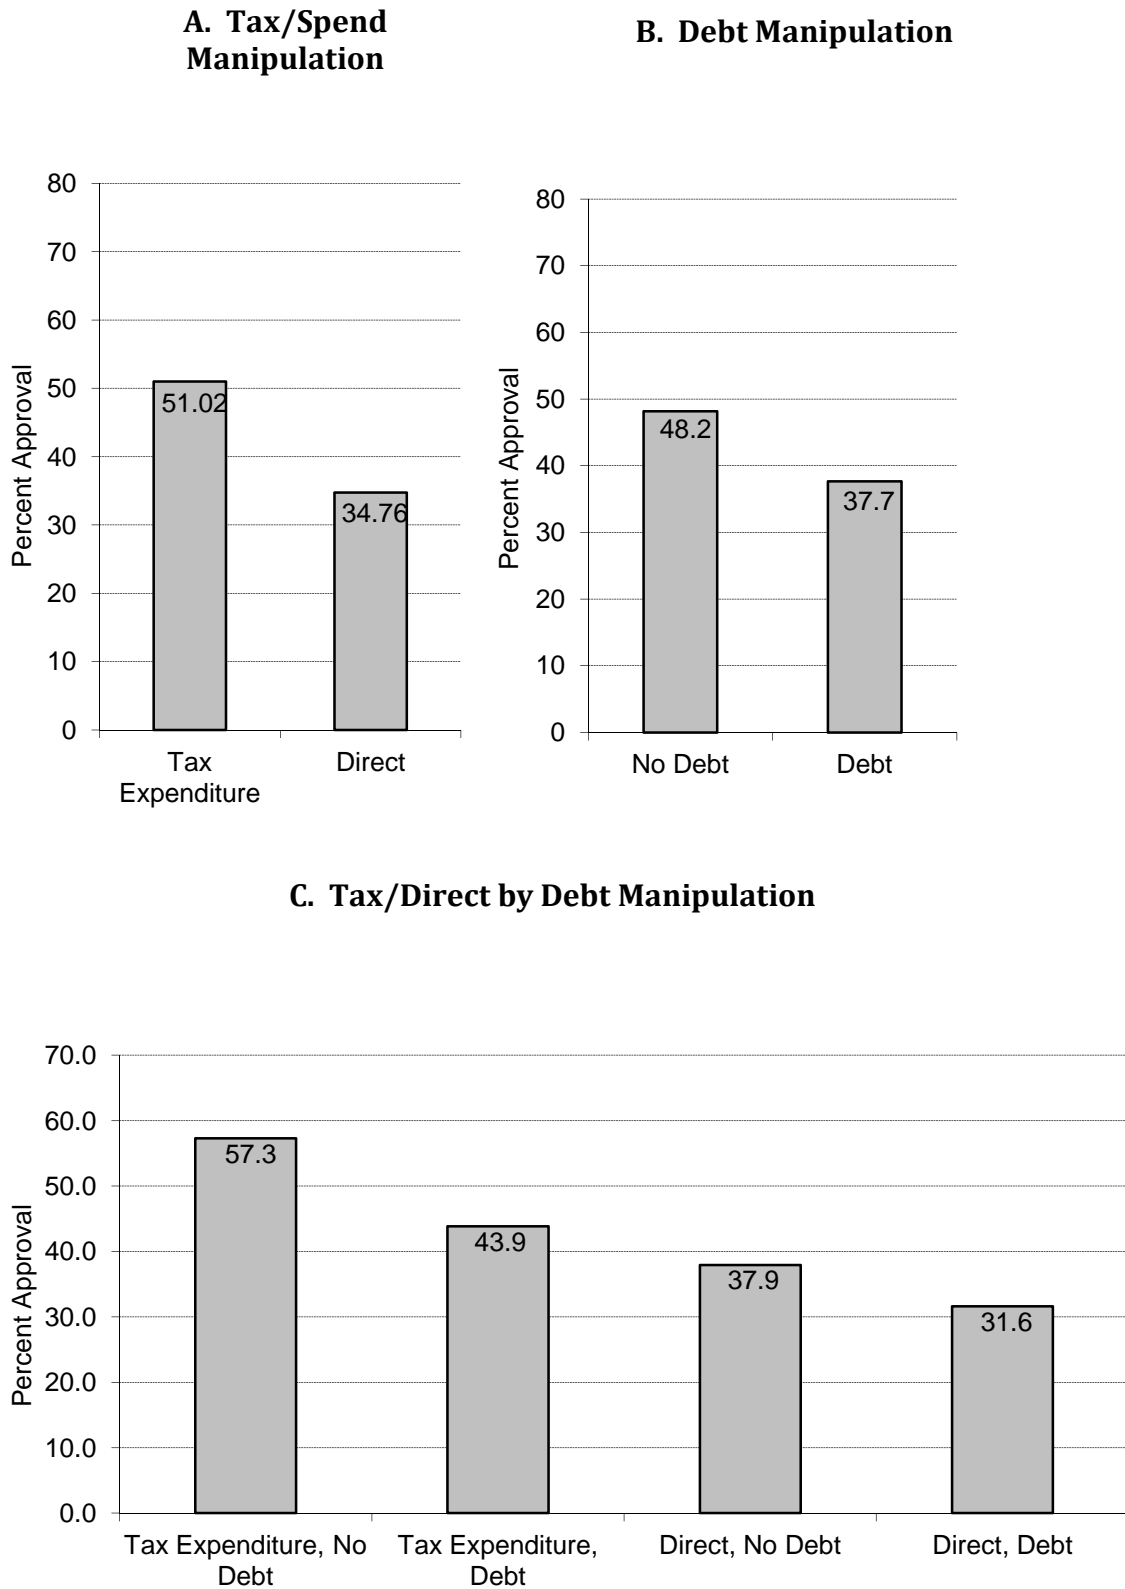 A. Tax/Spend
Manipulation
80
70
60
50
40
30
20
10
0
Percent Approval
51.02
34.76
Tax
Expenditure
Direct
B. Debt Manipulation
80
70
60
50
40
30
20
10
0
Percent Approval
48.2
37.7
No Debt
Debt
C. Tax/Direct by Debt Manipulation
70.0
60.0
50.0
40.0
30.0
20.0
10.0
0.0
Percent Approval
57.3
43.9
37.9
31.6
Tax Expenditure, No
Debt
Tax Expenditure,
Debt
Direct, No Debt
Direct, Debt